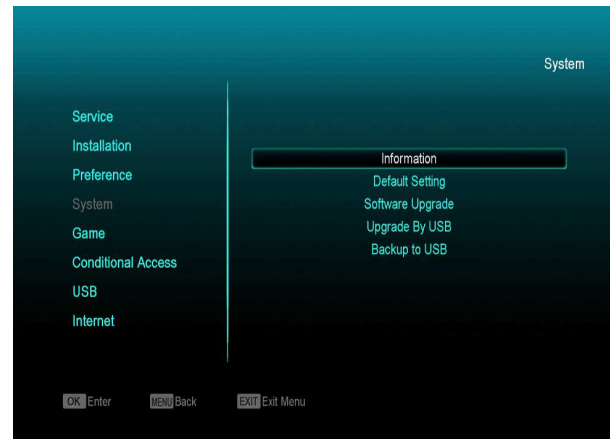 System
Service
Installation
Preference
System
Game
Conditional Access
USB
Internet
Information
Default Setting
Software Upgrade
Upgrade By USB
Backup to USB
OK Enter MENU Back EXIT Exit Menu